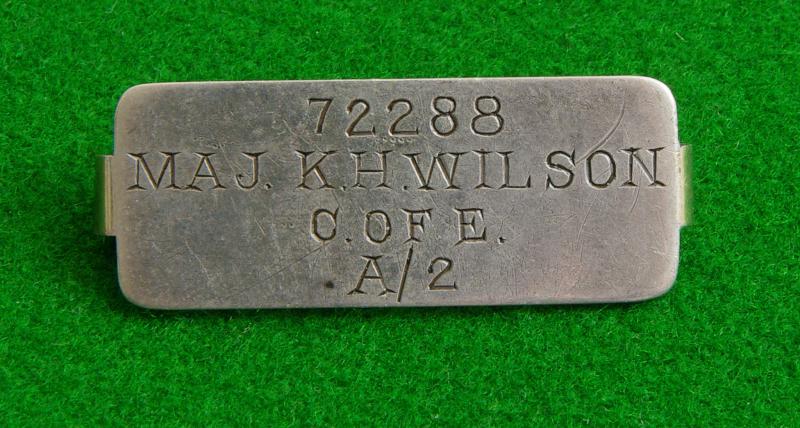 72288
MAJ. K.H.WILSON
C. OF E.
A/2